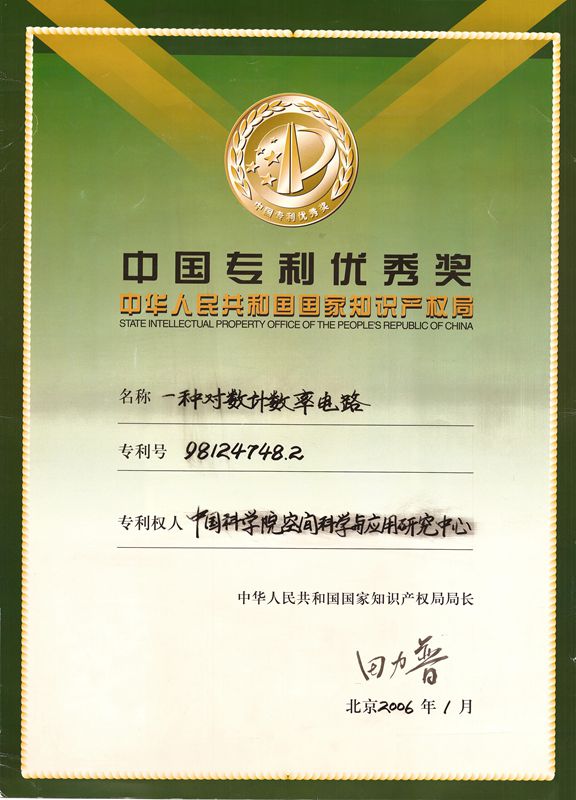 中国专利优秀奖
中国专利优秀奖
中华人民共和国国家知识产权局
STATE INTELLECTUAL PROPERTY OFFICE OF THE PEOPLE'S REPUBLIC OF CHINA
名称 一种对数计数率电路
专利号 98124748.2
专利权人 中国科学院空间科学与应用研究中心
中华人民共和国国家知识产权局局长
田力普
北京2006年1月